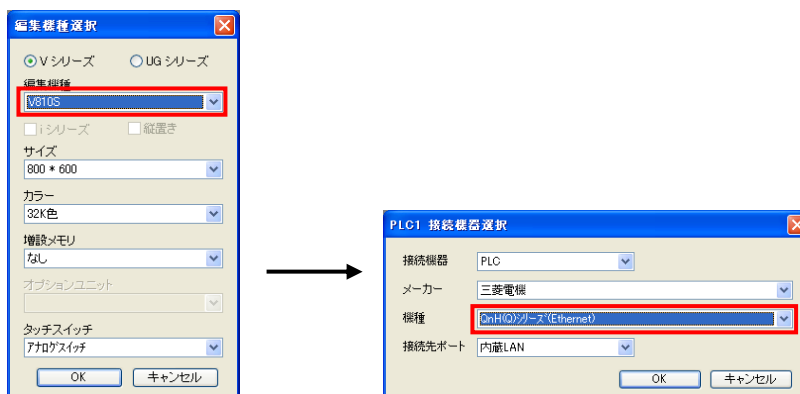 編集機種選択
Vシリーズ
UGシリーズ
編集機種
V810S
iシリーズ
縦置き
サイズ
800 * 600
カラー
32K色
増設メモリ
なし
オプションユニット
タッチスイッチ
アナログスイッチ
OK
キャンセル
PLC1 接続機器選択
接続機器
PLC
メーカー
三菱電機
機種
QnH(Q)シリーズ(Ethernet)
接続先ポート
内蔵LAN
OK
キャンセル